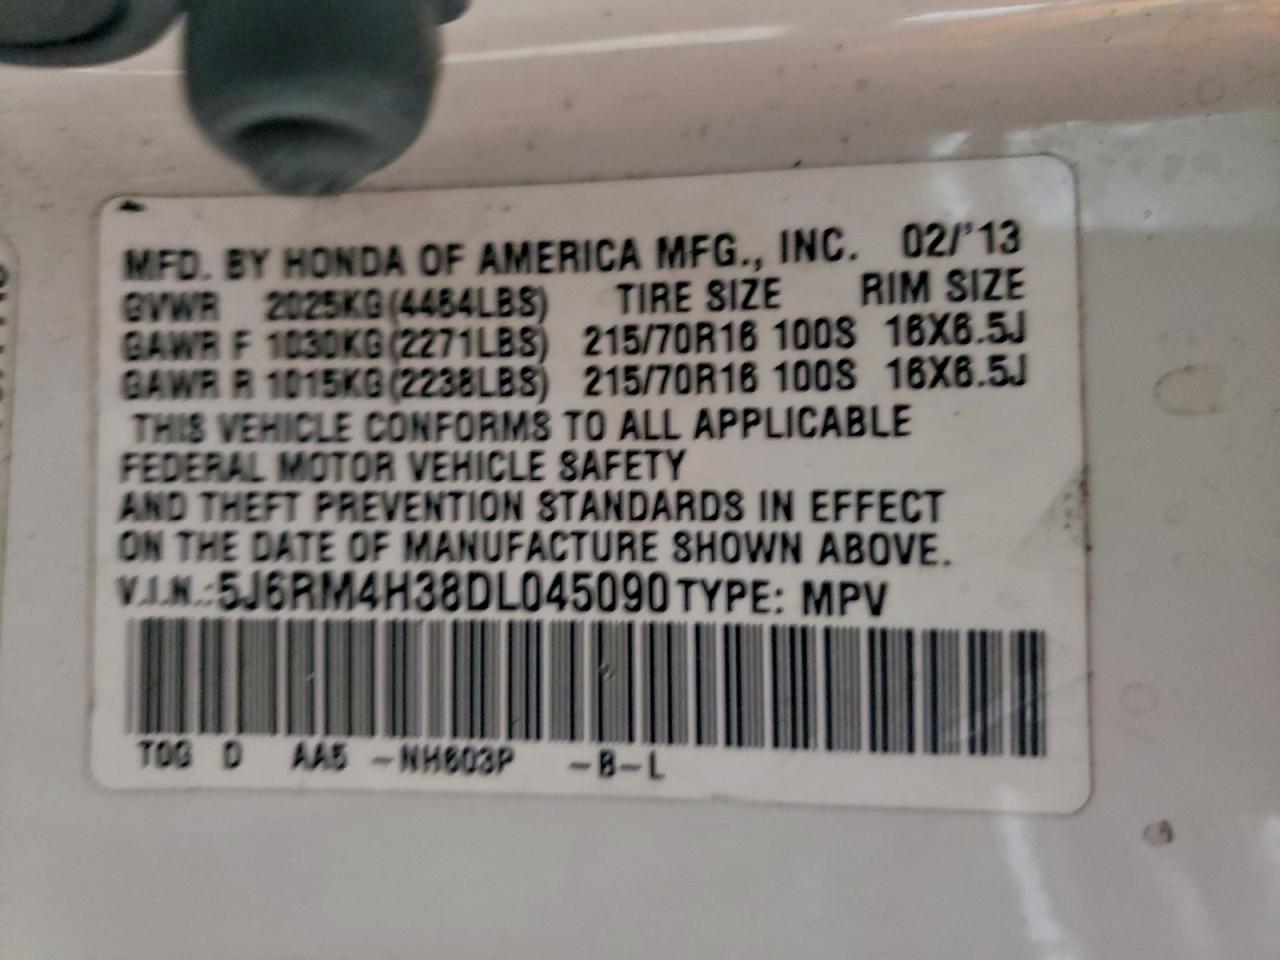 MFD. BY HONDA OF AMERICA MFG., INC. 02/'13
GVWR 2025KG(4464LBS) TIRE SIZE RIM SIZE
GAWR F 1030KG(2271LBS) 215/70R16 100S 16X6.5J
GAWR R 1015KG(2238LBS) 215/70R16 100S 16X6.5J
THIS VEHICLE CONFORMS TO ALL APPLICABLE
FEDERAL MOTOR VEHICLE SAFETY
AND THEFT PREVENTION STANDARDS IN EFFECT
ON THE DATE OF MANUFACTURE SHOWN ABOVE.
V.I.N.:5J6RM4H38DL045090 TYPE: MPV
T0G D AA5 -NH603P -B-L